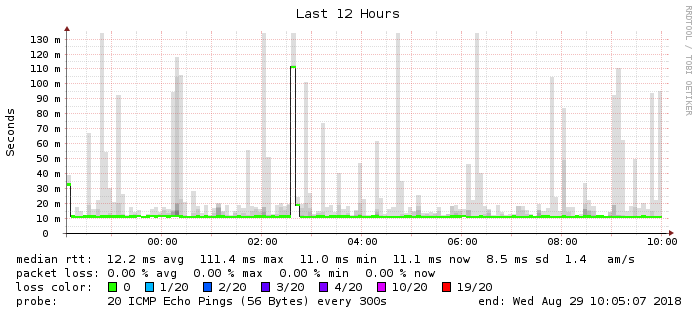 Last 12 Hours
RRDTOOL / TOBI OETIKER
Seconds
130 m
120 m
110 m
100 m
90 m
80 m
70 m
60 m
50 m
40 m
30 m
20 m
10 m
0
00:00 02:00 04:00 06:00 08:00 10:00
median rtt: 12.2 ms avg 111.4 ms max 11.0 ms min 11.1 ms now 8.5 ms sd 1.4 am/s
packet loss: 0.00 % avg 0.00 % max 0.00 % min 0.00 % now
loss color: 0 1/20 2/20 3/20 4/20 10/20 19/20
probe: 20 ICMP Echo Pings (56 Bytes) every 300s end: Wed Aug 29 10:05:07 2018